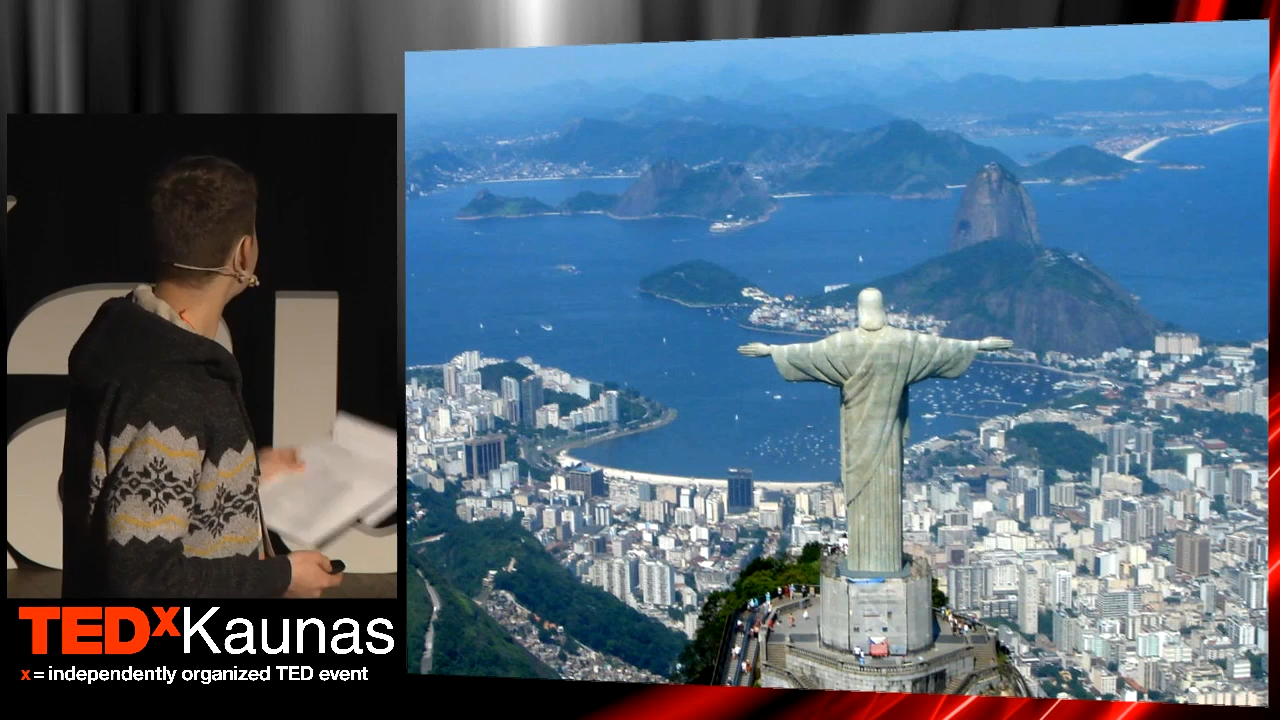 TEDxKaunas
x = independently organized TED event